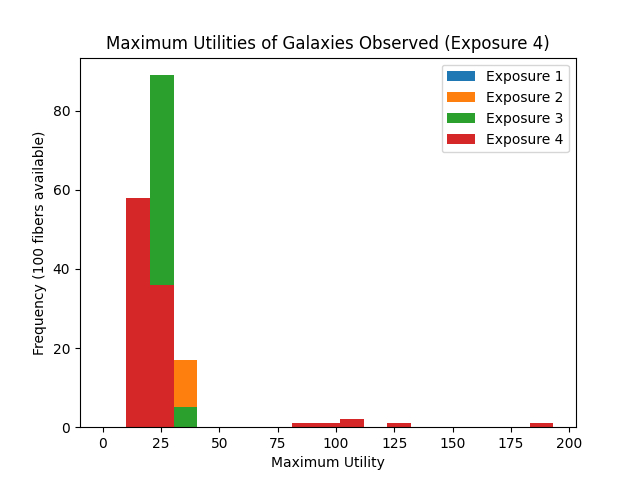 Maximum Utilities of Galaxies Observed (Exposure 4)
Exposure 1
Exposure 2
Exposure 3
Exposure 4
Frequency (100 fibers available)
80
60
40
20
0
0 25 50 75 100 125 150 175 200
Maximum Utility